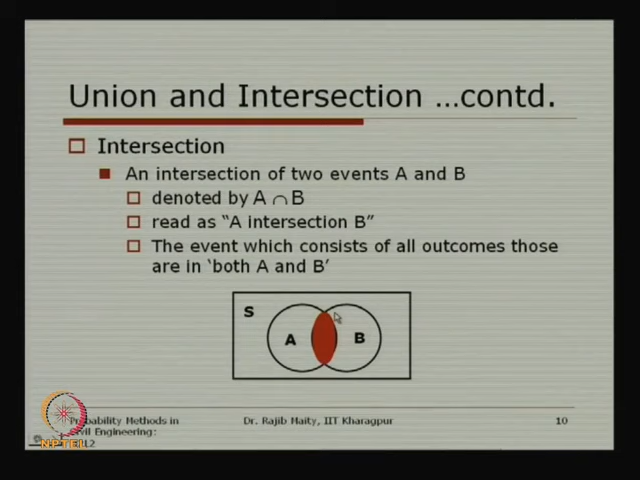 Union and Intersection …contd.
Intersection
An intersection of two events A and B
denoted by A ∩ B
read as “A intersection B”
The event which consists of all outcomes those
are in ‘both A and B’
S
A B
Probability Methods in
Civil Engineering:
Dr. Rajib Maity, IIT Kharagpur
10
NPTEL